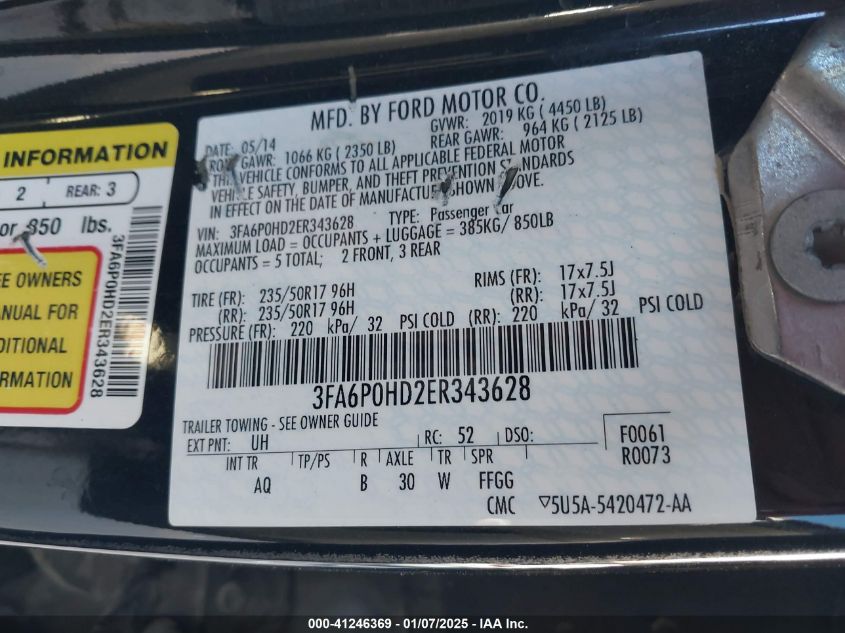 INFORMATION
2 REAR: 3
or 850 lbs.
EE OWNERS
ANUAL FOR
DITIONAL
RMATION
3FA6P0HD2ER343628
MFD. BY FORD MOTOR CO.
DATE: 05/14 GVWR: 2019 KG ( 4450 LB)
FRONT GAWR: 1066 KG ( 2350 LB) REAR GAWR: 964 KG ( 2125 LB)
THIS VEHICLE CONFORMS TO ALL APPLICABLE FEDERAL MOTOR
VEHICLE SAFETY, BUMPER, AND THEFT PREVENTION STANDARDS
IN EFFECT ON THE DATE OF MANUFACTURE SHOWN ABOVE.
VIN: 3FA6P0HD2ER343628 TYPE: Passenger Car
MAXIMUM LOAD = OCCUPANTS + LUGGAGE = 385KG/ 850LB
OCCUPANTS = 5 TOTAL; 2 FRONT, 3 REAR
TIRE (FR): 235/50R17 96H RIMS (FR): 17x7.5J
(RR): 235/50R17 96H (RR): 17x7.5J
PRESSURE (FR): 220 kPa/ 32 PSI COLD (RR): 220 kPa/ 32 PSI COLD
3FA6P0HD2ER343628
TRAILER TOWING - SEE OWNER GUIDE
EXT PNT: UH RC: 52 DSO: F0061
R0073
INT TR TP/PS R AXLE TR SPR
AQ B 30 W FFGG
CMC ▽5U5A-5420472-AA
000-41246369 | 01/07/2025 - IAA Inc.